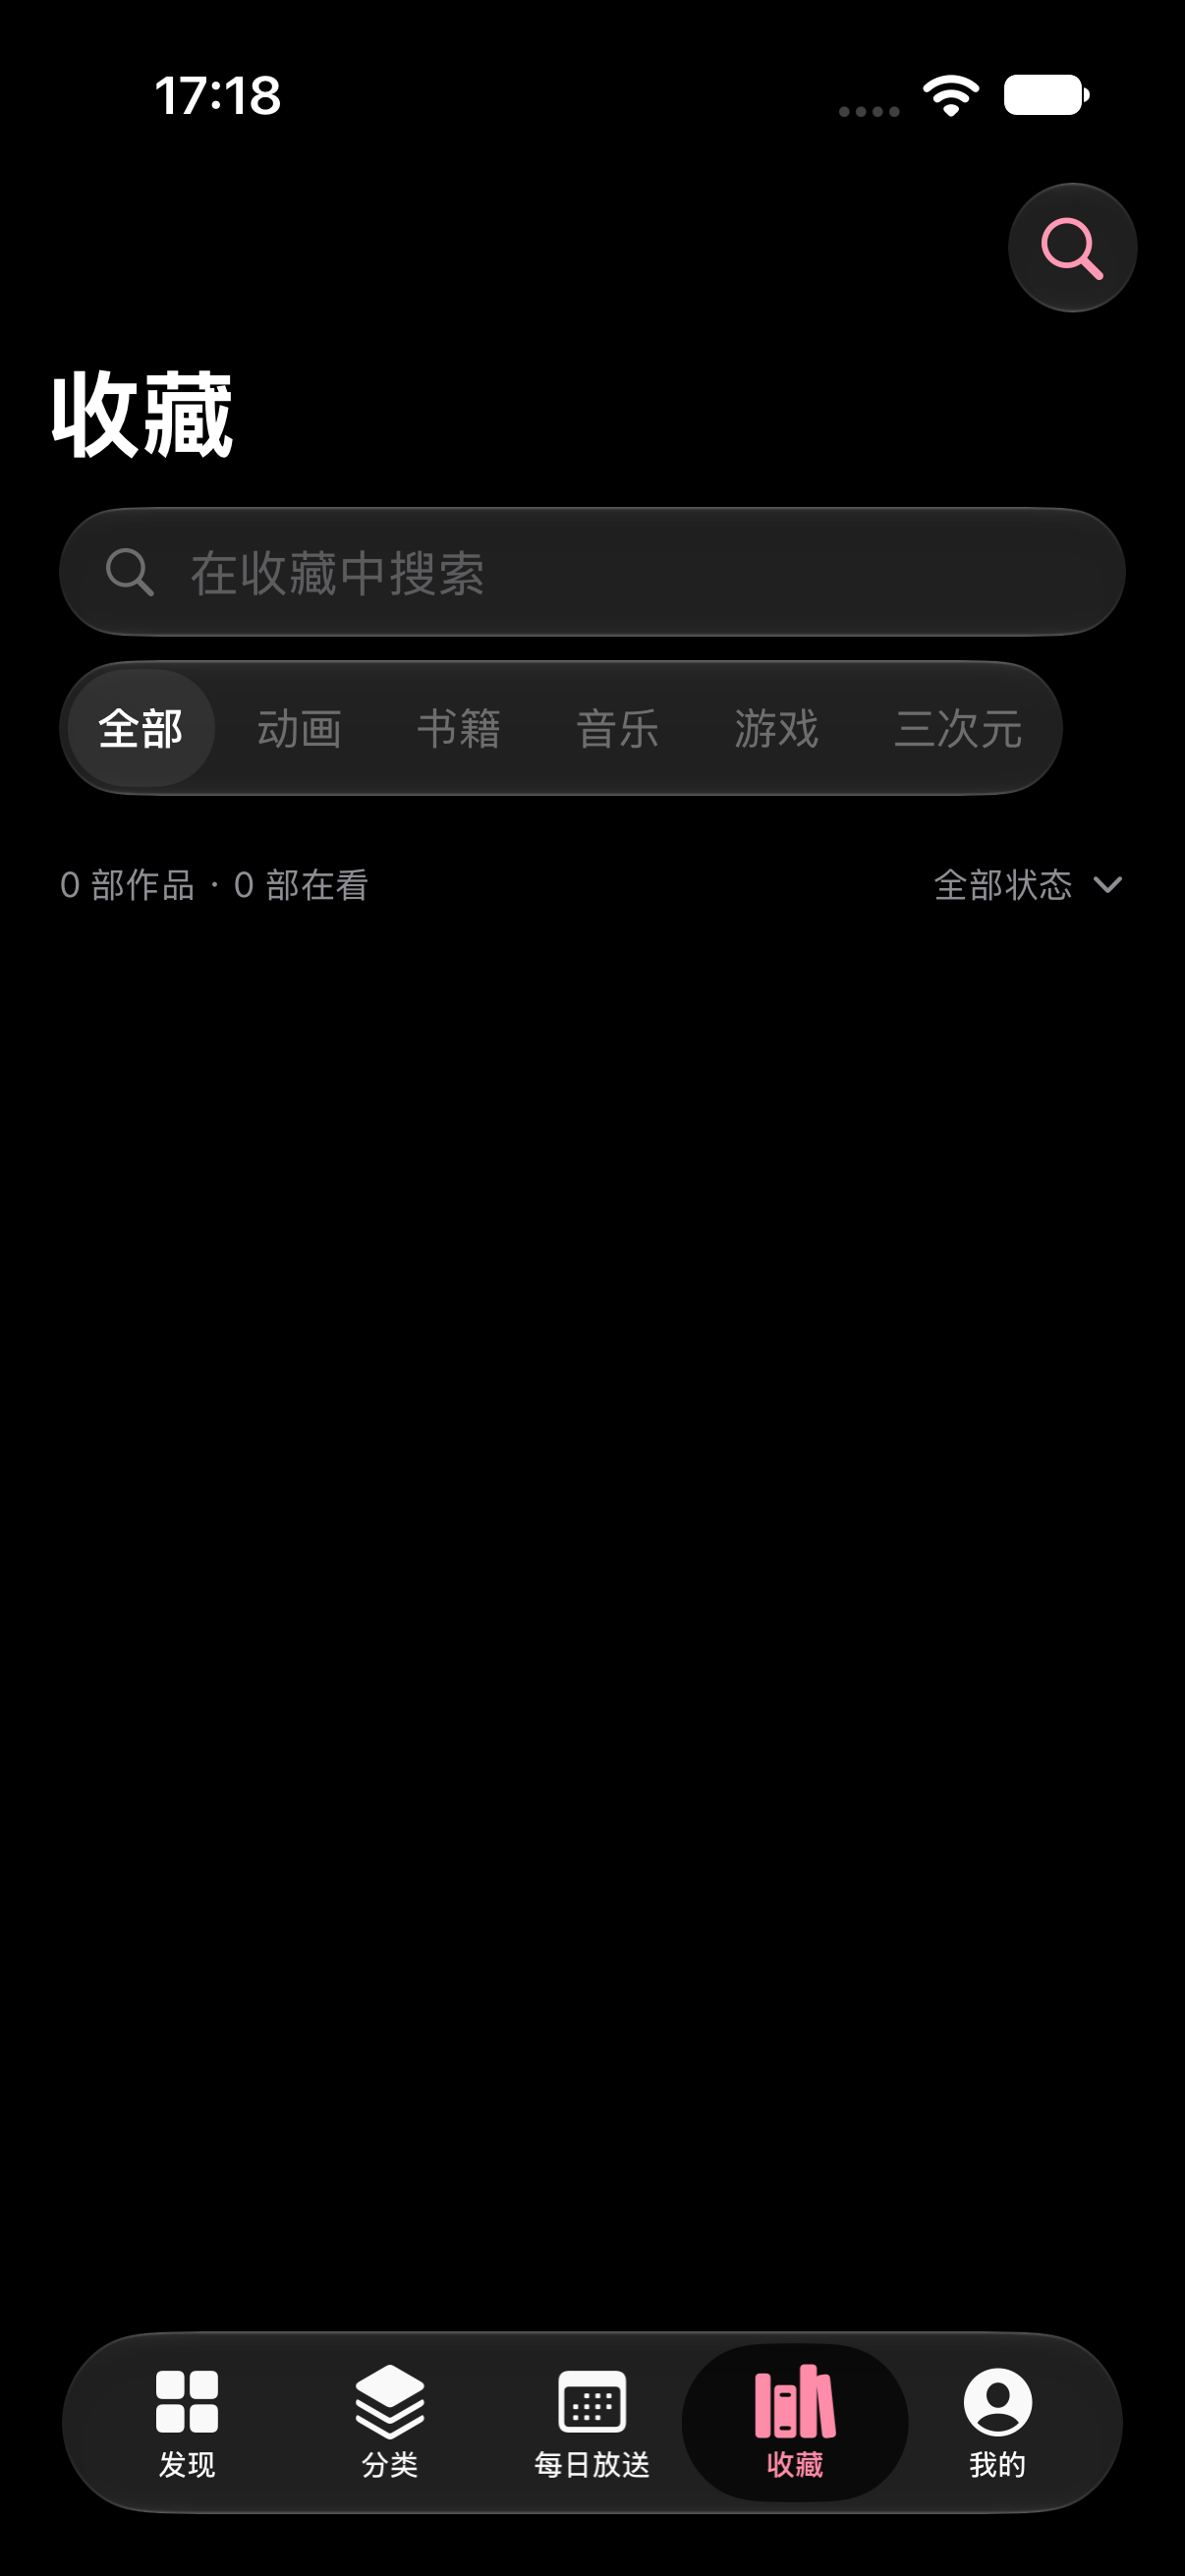 17:18
收藏
在收藏中搜索
全部 动画 书籍 音乐 游戏 三次元
0 部作品 · 0 部在看 全部状态
发现 分类 每日放送 收藏 我的